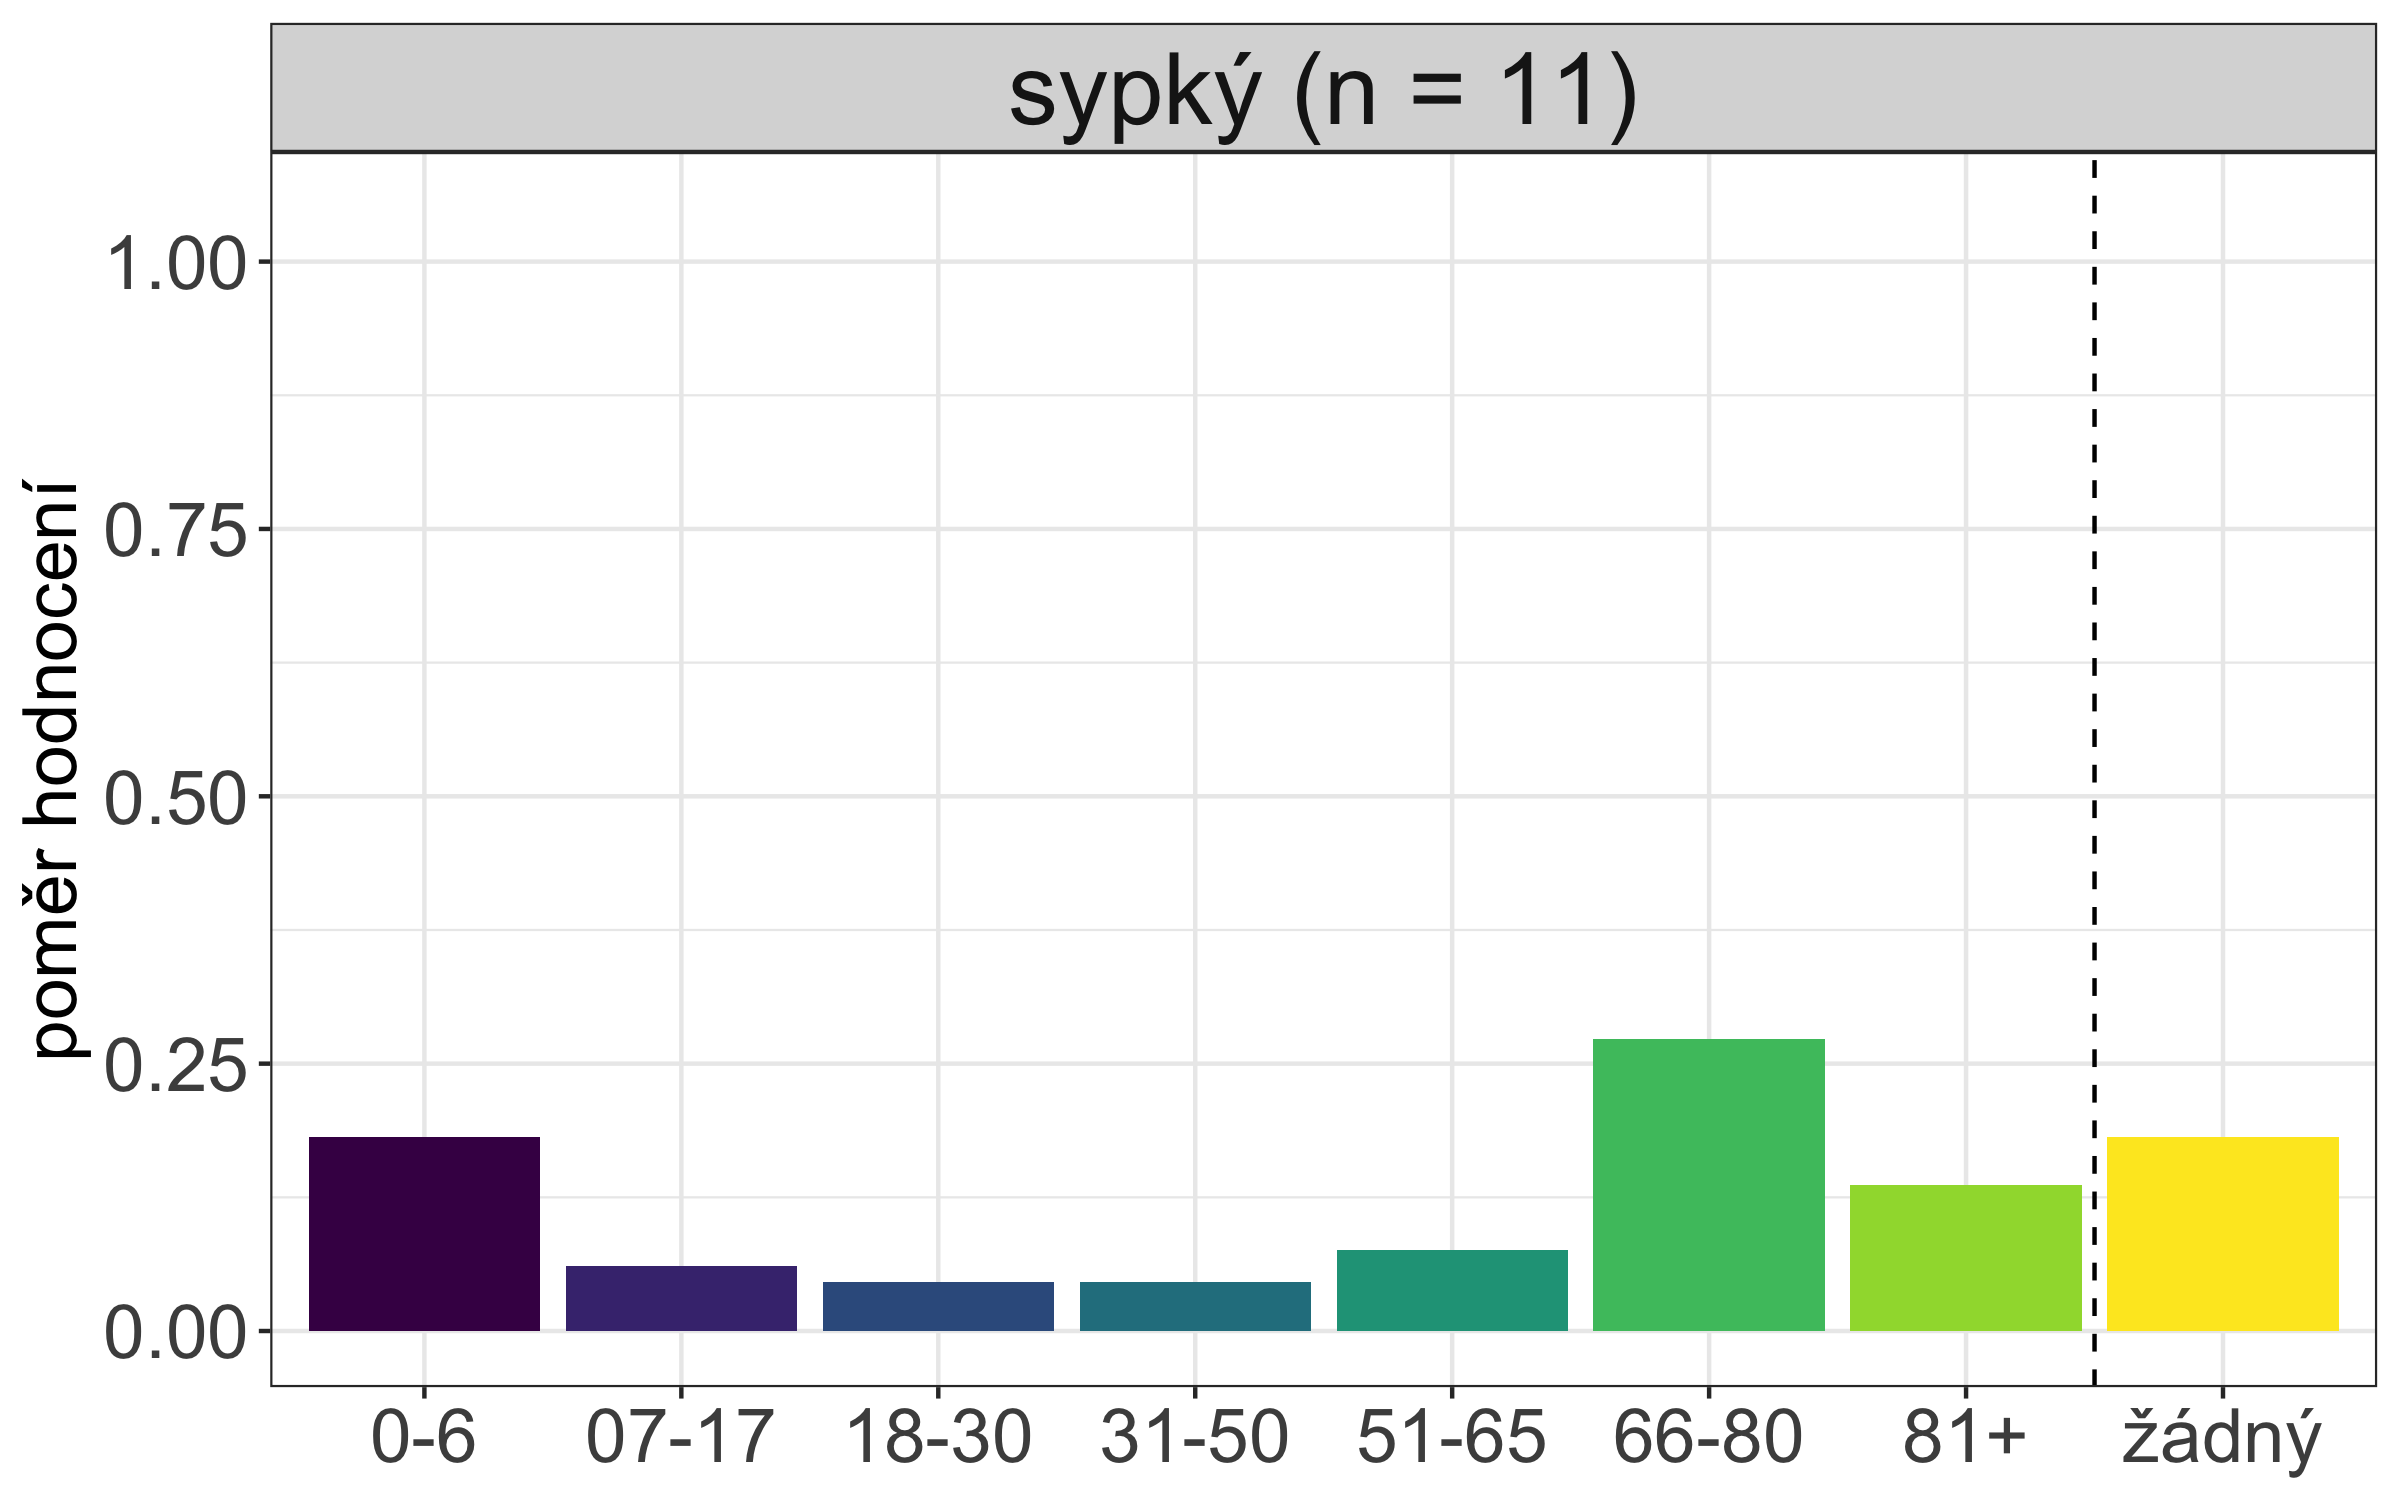 sypký (n = 11)
poměr hodnocení
1.00
0.75
0.50
0.25
0.00
0-6 07-17 18-30 31-50 51-65 66-80 81+ žádný